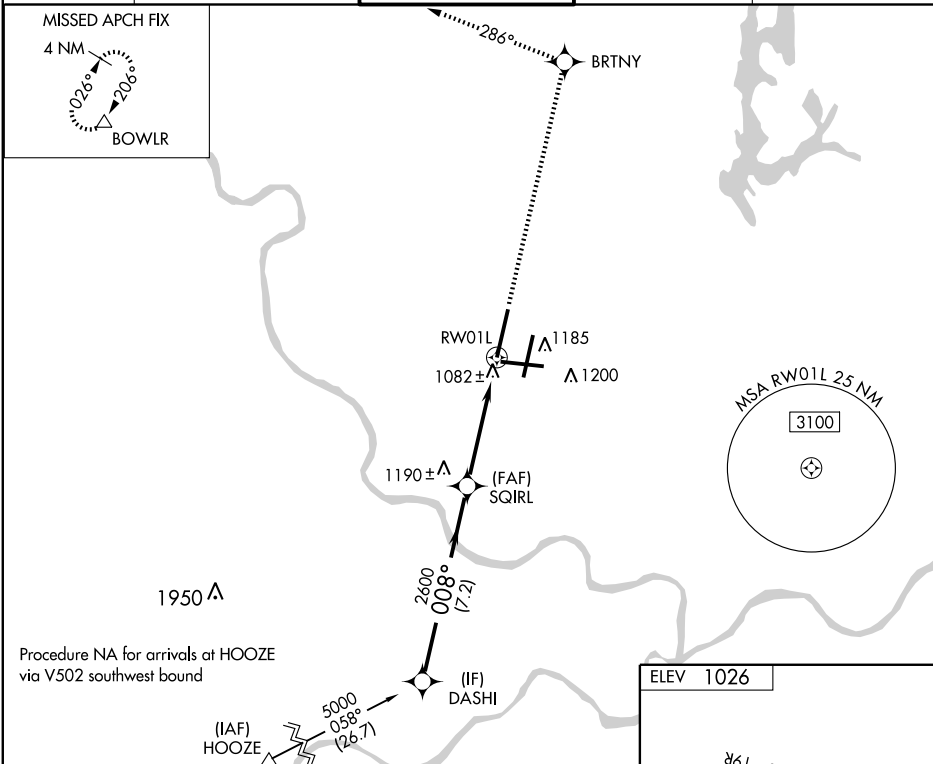 MISSED APCH FIX
4 NM
026°
206°
BOWLR
286°
BRTNY
RW01L
1185
1082 ±
1200
MSA RW01L 25 NM
3100
1190 ±
(FAF)
SQIRL
2600
008°
(7.2)
1950
Procedure NA for arrivals at HOOZE
via V502 southwest bound
(IF)
DASHI
5000
058°
(26.7)
(IAF)
HOOZE
ELEV 1026
19R